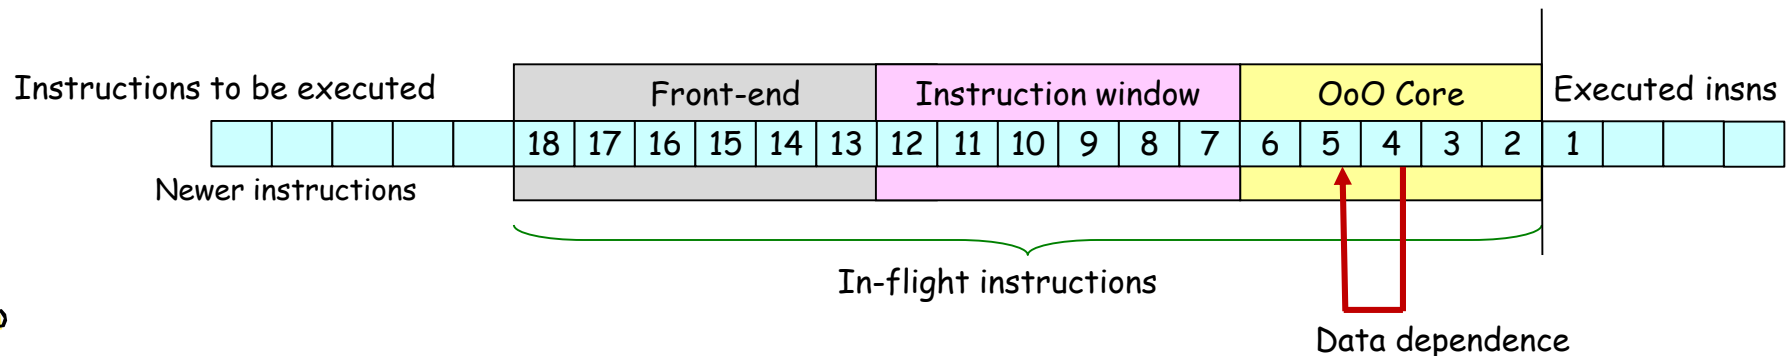 Instructions to be executed
Front-end
Instruction window
OoO Core
Executed insns
18 17 16 15 14 13 12 11 10 9 8 7 6 5 4 3 2 1
Newer instructions
In-flight instructions
Data dependence